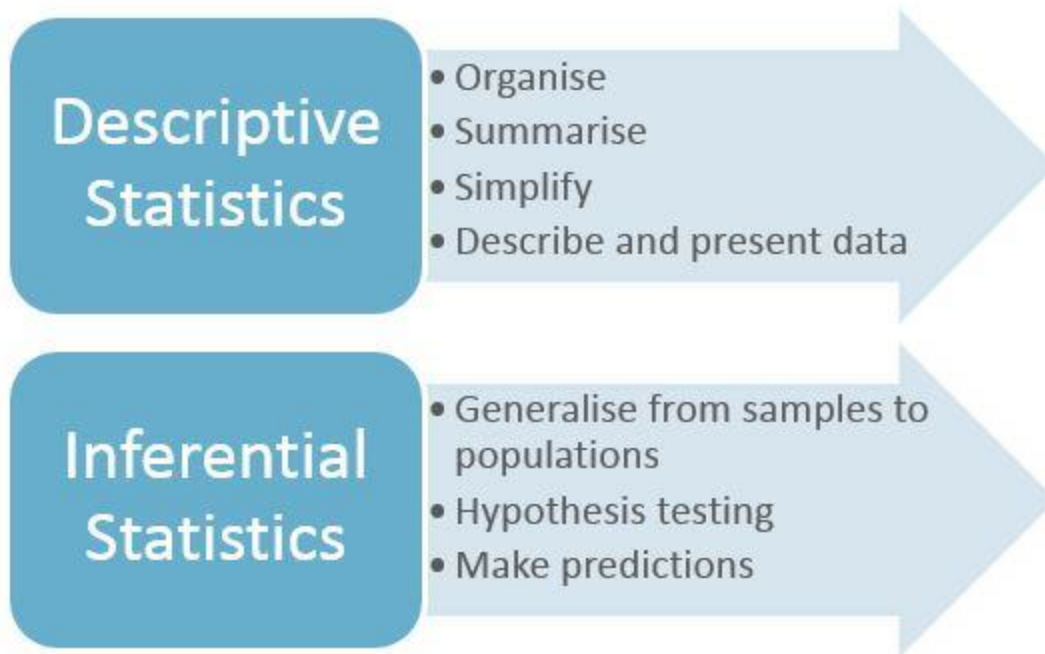 Descriptive
Statistics
• Organise
• Summarise
• Simplify
• Describe and present data
Inferential
Statistics
• Generalise from samples to
populations
• Hypothesis testing
• Make predictions